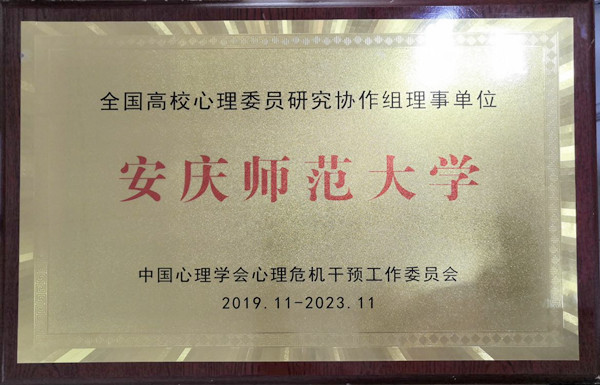 全国高校心理委员研究协作组理事单位
安庆师范大学
中国心理学会心理危机干预工作委员会
2019.11-2023.11